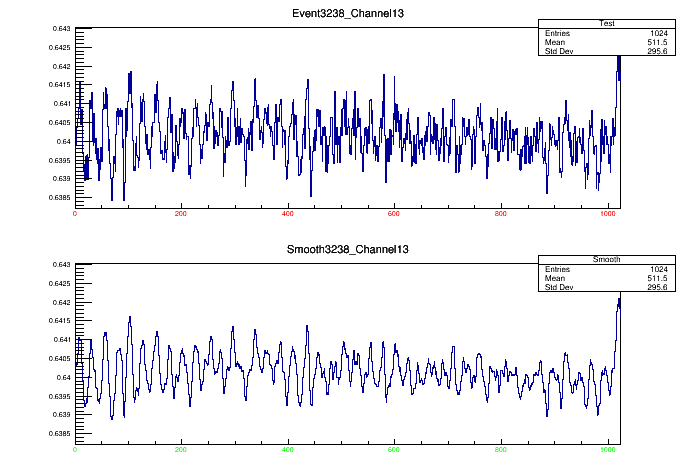 Event3238_Channel13
Test
Entries 1024
Mean 511.5
Std Dev 295.6
0.643
0.6425
0.642
0.6415
0.641
0.6405
0.64
0.6395
0.639
0.6385
0 200 400 600 800 1000
Smooth3238_Channel13
Smooth
Entries 1024
Mean 511.5
Std Dev 295.6
0.643
0.6425
0.642
0.6415
0.641
0.6405
0.64
0.6395
0.639
0.6385
0 200 400 600 800 1000